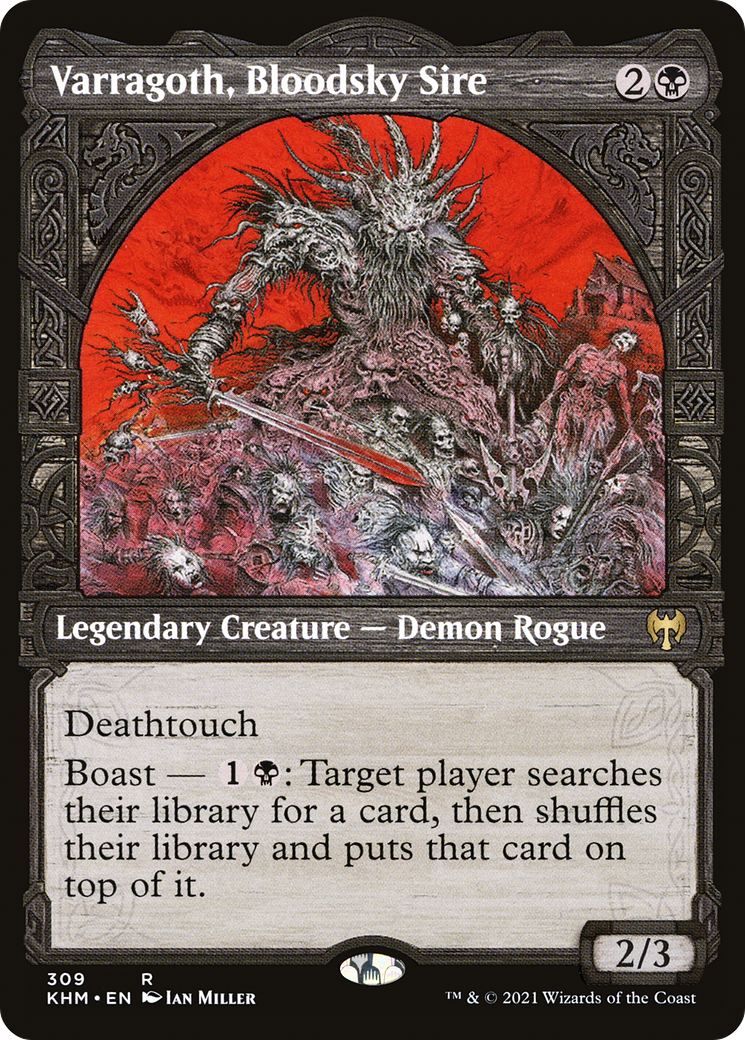 Varragoth, Bloodsky Sire 2
Legendary Creature — Demon Rogue
Deathtouch
Boast — 1 : Target player searches
their library for a card, then shuffles
their library and puts that card on
top of it.
2/3
309 R
KHM • EN Ian Miller
™ & © 2021 Wizards of the Coast